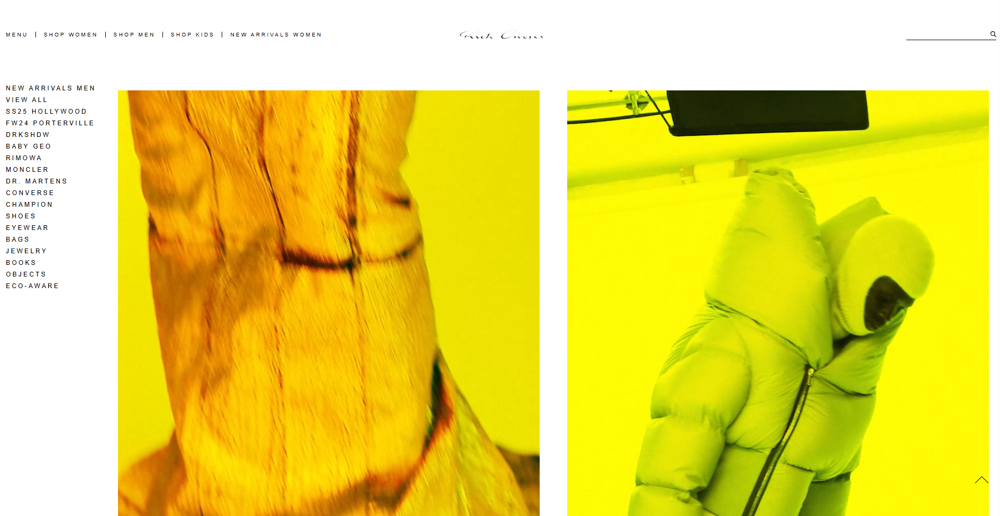 MENU | SHOP WOMEN | SHOP MEN | SHOP KIDS | NEW ARRIVALS WOMEN
Rick Owens
NEW ARRIVALS MEN
VIEW ALL
SS25 HOLLYWOOD
FW24 PORTERVILLE
DRKSHDW
BABY GEO
RIMOWA
MONCLER
DR. MARTENS
CONVERSE
CHAMPION
SHOES
EYEWEAR
BAGS
JEWELRY
BOOKS
OBJECTS
ECO-AWARE